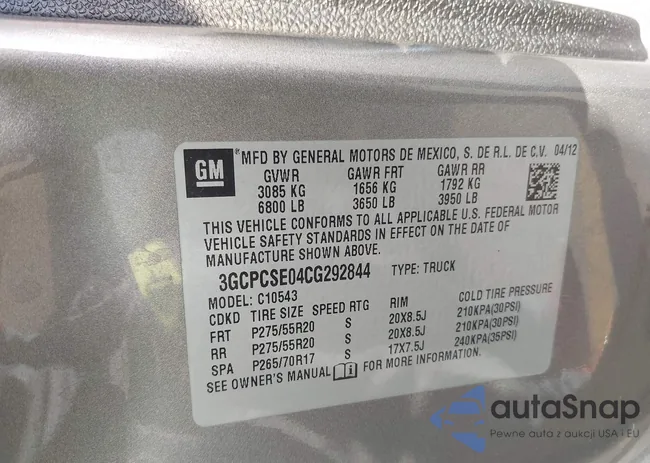 GM
*MFD BY GENERAL MOTORS DE MEXICO, S. DE R.L. DE C.V. 04/12
GVWR GAWR FRT GAWR RR
3085 KG 1656 KG 1792 KG
6800 LB 3650 LB 3950 LB
THIS VEHICLE CONFORMS TO ALL APPLICABLE U.S. FEDERAL MOTOR
VEHICLE SAFETY STANDARDS IN EFFECT ON THE DATE OF
MANUFACTURE SHOWN ABOVE.
3GCPCSE04CG292844 TYPE: TRUCK
MODEL: C10543
CDKD TIRE SIZE SPEED RTG RIM COLD TIRE PRESSURE
FRT P275/55R20 S 20X8.5J 210KPA(30PSI)
RR P275/55R20 S 20X8.5J 210KPA(30PSI)
SPA P265/70R17 S 17X7.5J 240KPA(35PSI)
SEE OWNER'S MANUAL i FOR MORE INFORMATION.
autaSnap
Pewne auta z aukcji USA i EU